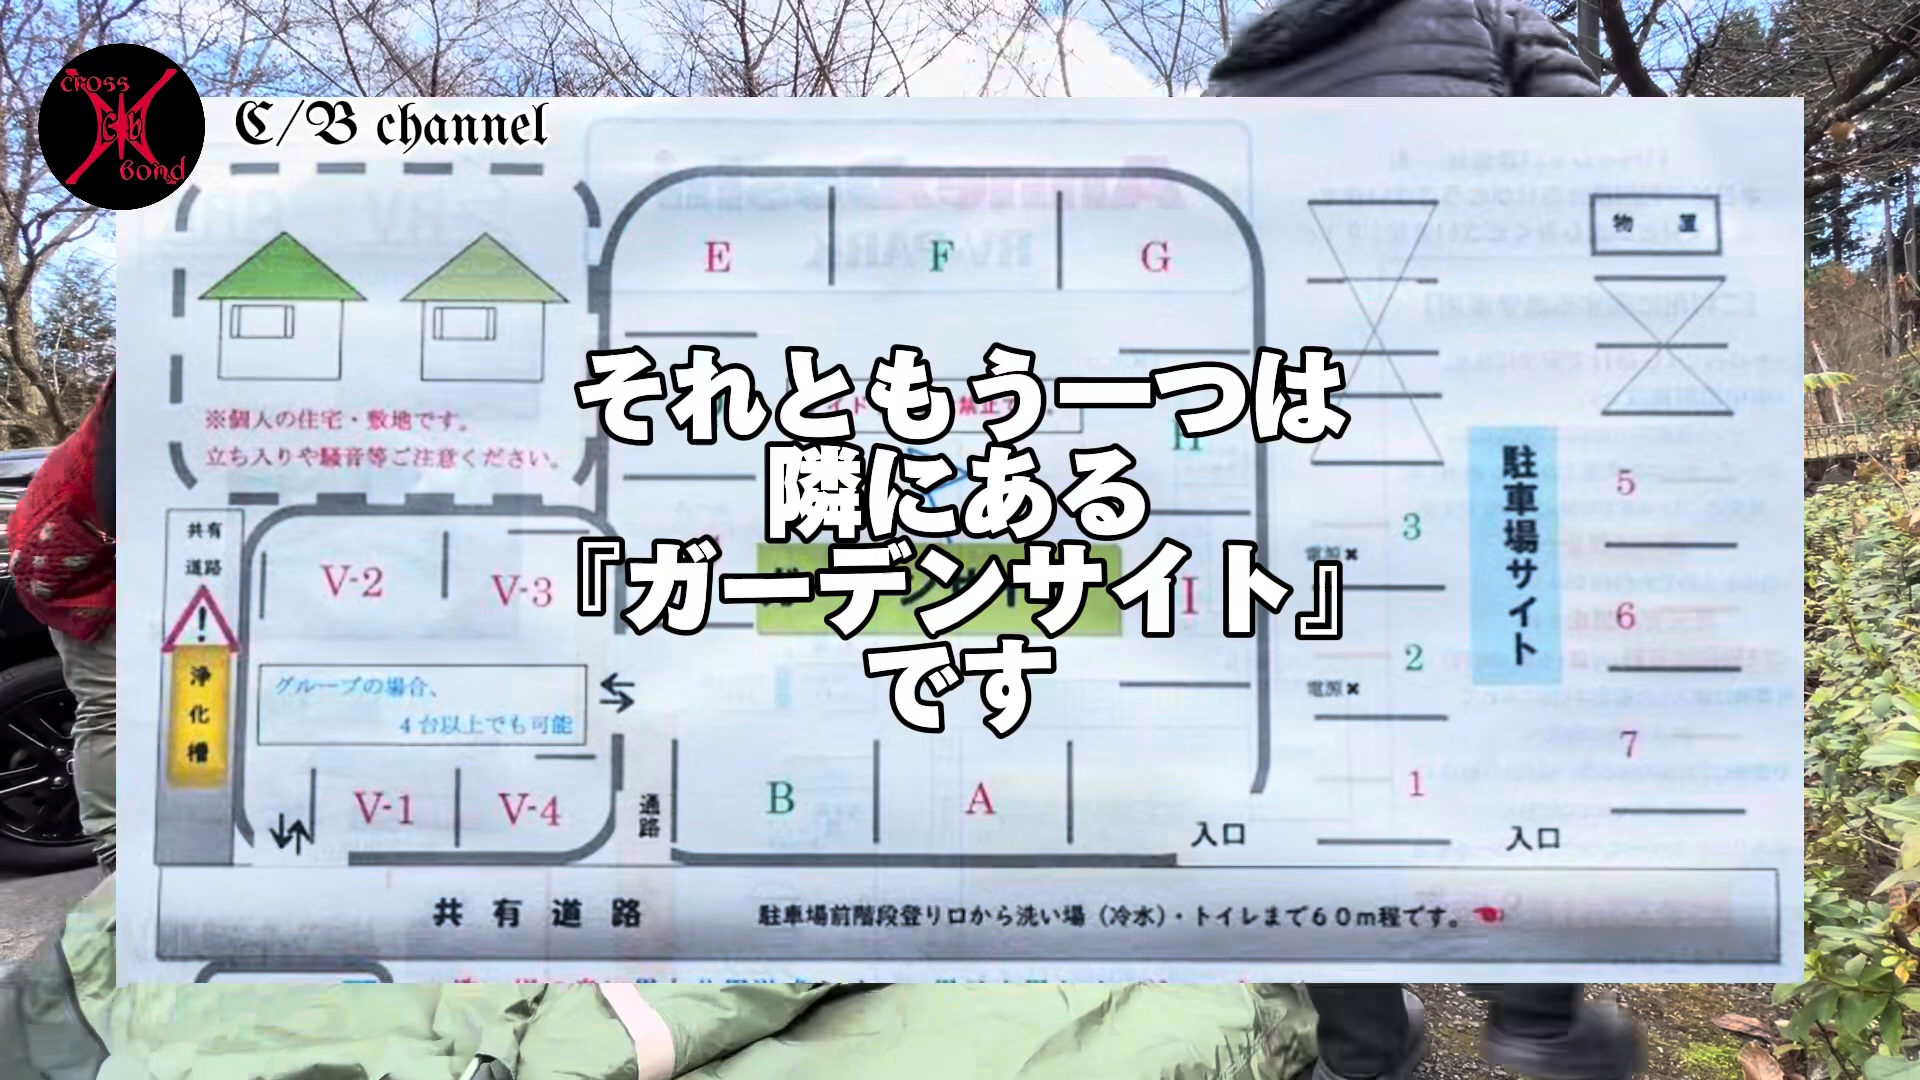 CROSS
CB
Bond
C/B channel
E
F
G
物置
※個人の住宅・敷地です。
立ち入りや騒音等ご注意ください。
それともう一つは
隣にある
『ガーデンサイト』
です
H
I
共有
道路
!
浄化槽
V-2
V-3
グループの場合、
4台以上でも可能
V-1
V-4
通路
B
A
入口
3
電源
2
電源
1
駐車場サイト
5
6
7
入口
共有道路
駐車場前階段登り口から洗い場（冷水）・トイレまで60m程です。